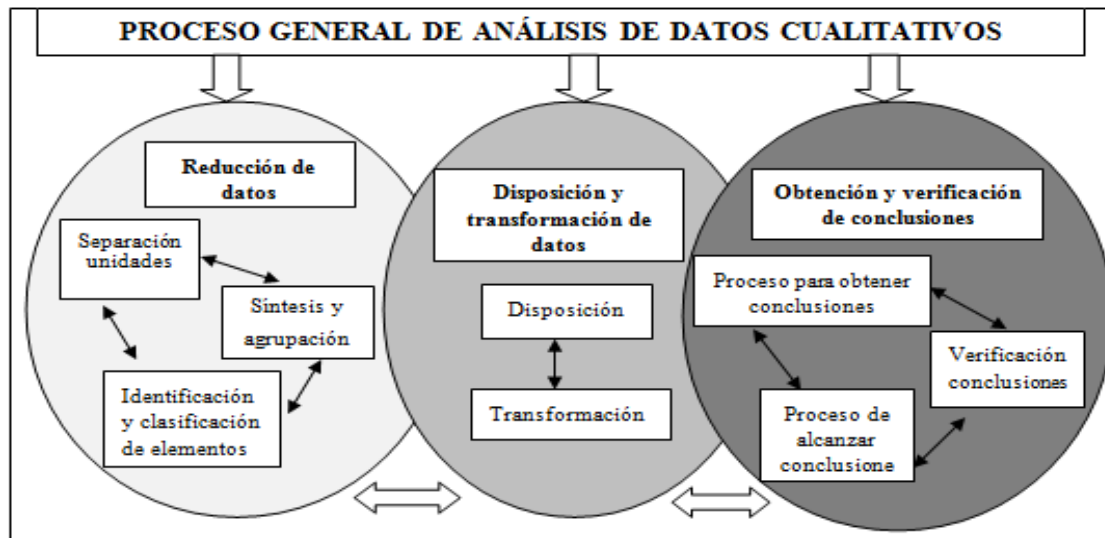 PROCESO GENERAL DE ANÁLISIS DE DATOS CUALITATIVOS
Reducción de
datos
Separación
unidades
Síntesis y
agrupación
Identificación
y clasificación
de elementos
Disposición y
transformación de
datos
Disposición
Transformación
Obtención y verificación
de conclusiones
Proceso para obtener
conclusiones
Verificación
conclusiones
Proceso de
alcanzar
conclusione